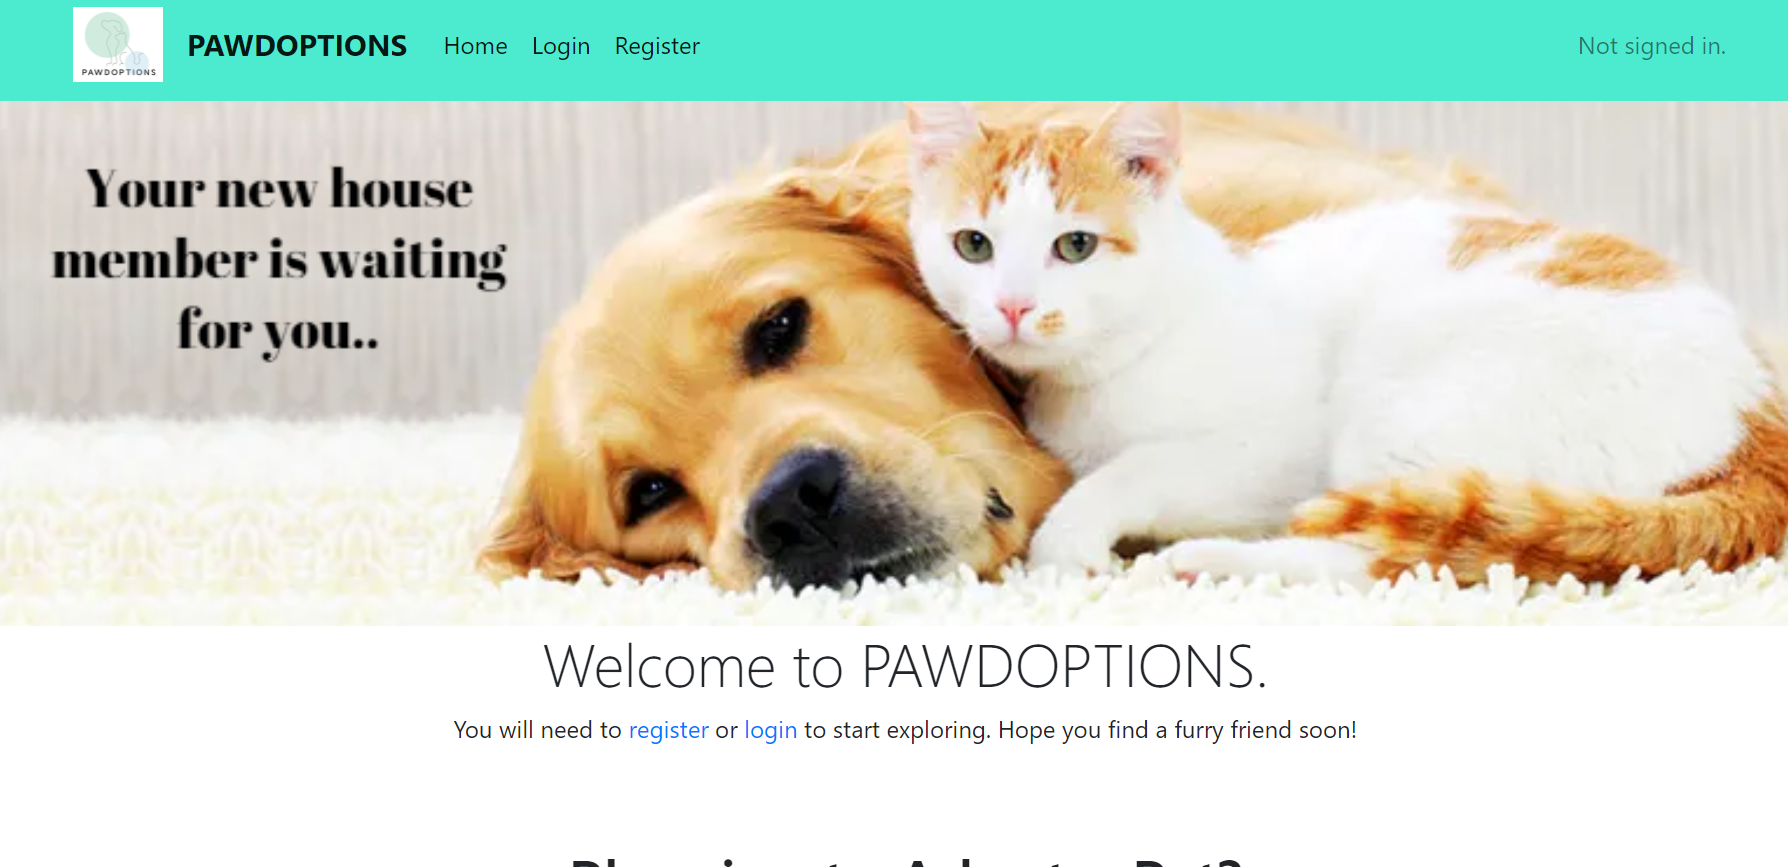 PAWDOPTIONS
PAWDOPTIONS Home Login Register Not signed in.
Your new house
member is waiting
for you..
Welcome to PAWDOPTIONS.
You will need to register or login to start exploring. Hope you find a furry friend soon!